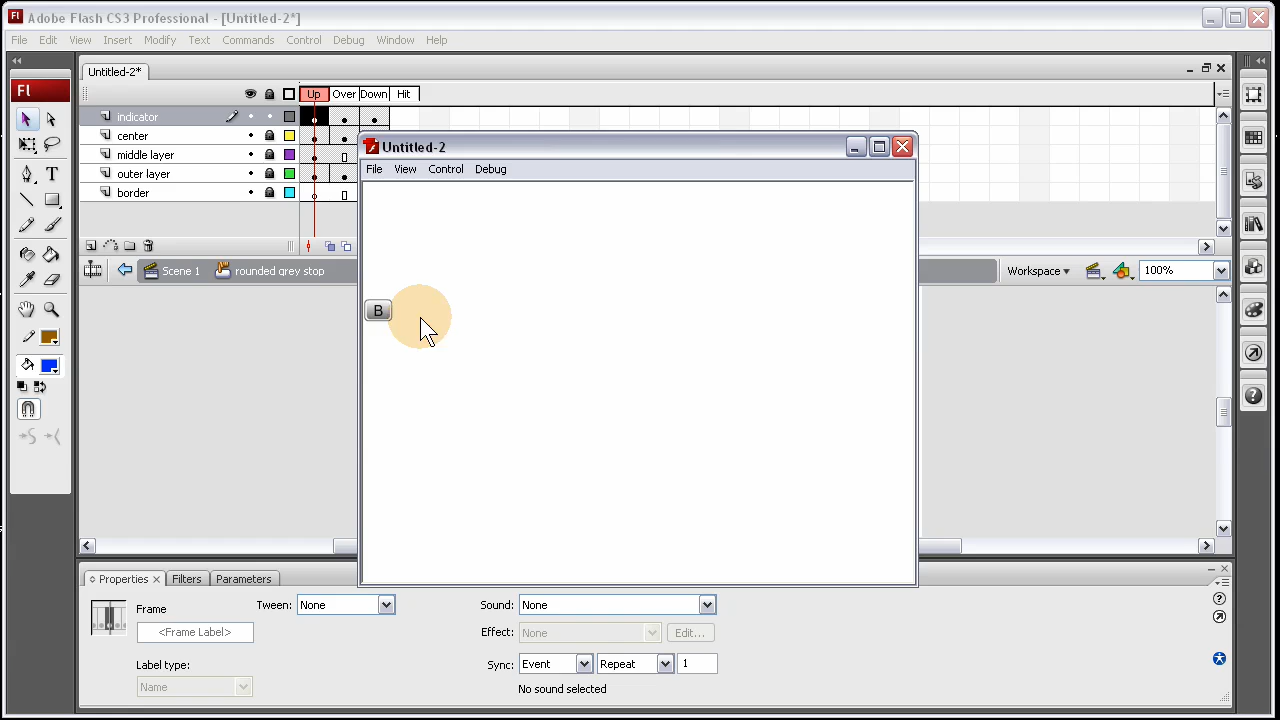 Adobe Flash CS3 Professional - [Untitled-2*]
File Edit View Insert Modify Text Commands Control Debug Window Help
Untitled-2*
Fl
Up Over Down Hit
indicator
center
middle layer
outer layer
border
Untitled-2
File View Control Debug
Scene 1 rounded grey stop
Workspace 100%
B
Properties Filters Parameters
Frame Tween: None Sound: None
<Frame Label> Effect: None Edit...
Label type: Sync: Event Repeat 1
Name No sound selected